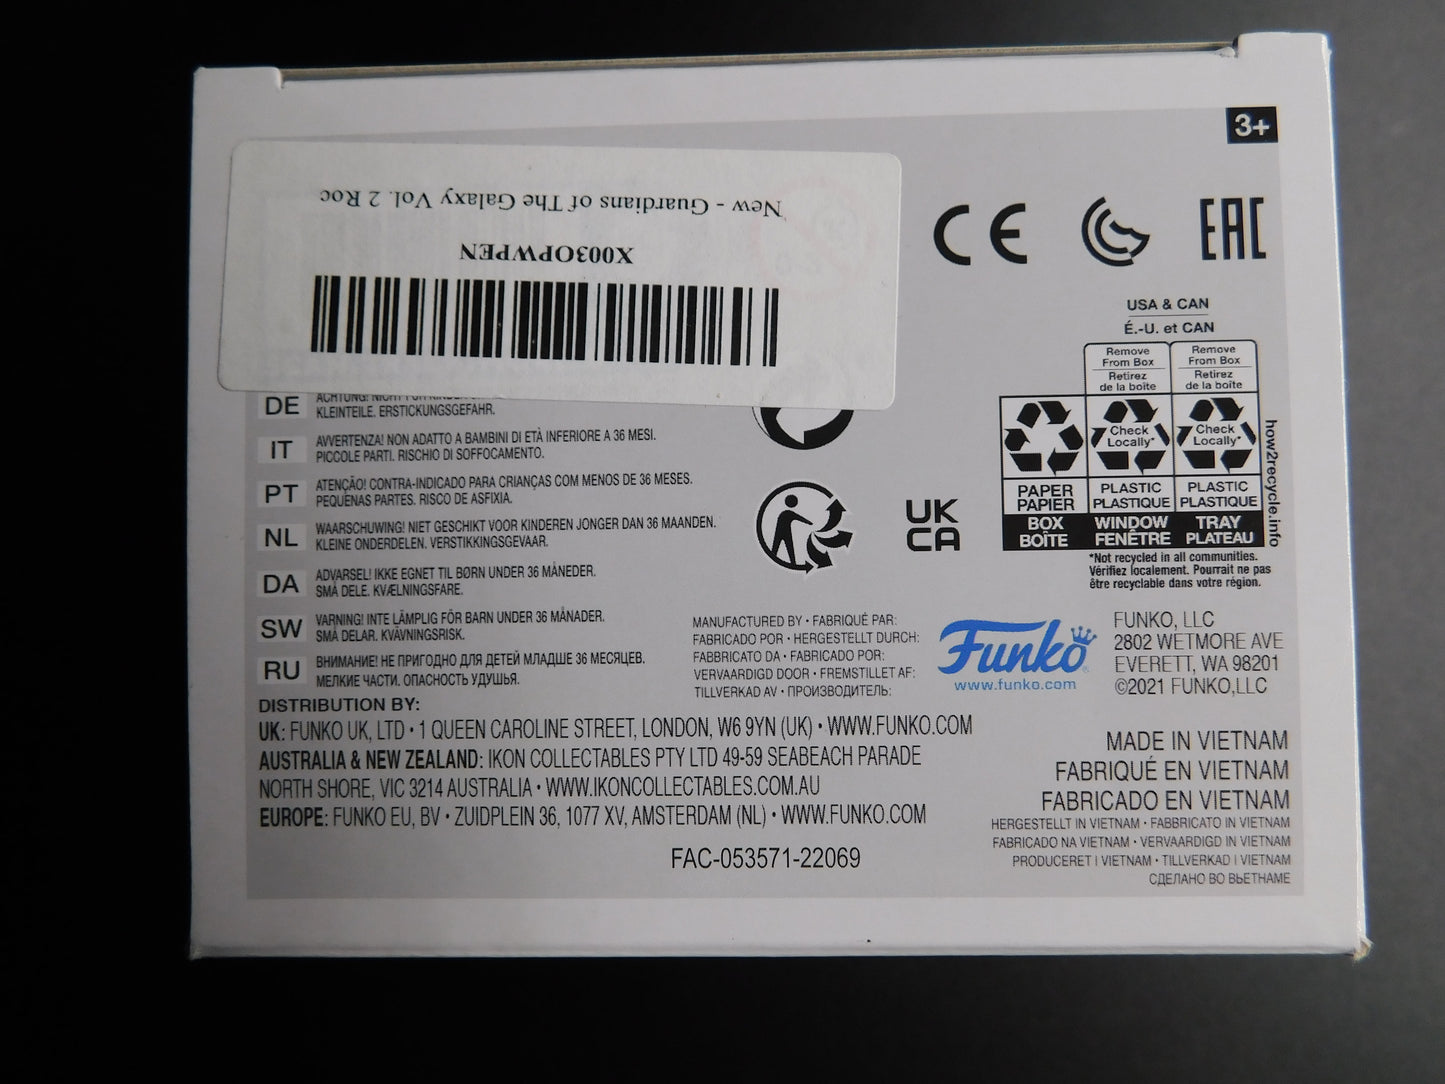 3+
New - Guardians of The Galaxy Vol. 2 Roc
X003OPWPEN
CE
EAC
USA & CAN
É.-U. et CAN
Remove
From Box
Retirez
de la boîte
Remove
From Box
Retirez
de la boîte
Check
Locally*
Check
Locally*
PAPER
PAPIER
PLASTIC
PLASTIQUE
PLASTIC
PLASTIQUE
BOX
BOÎTE
WINDOW
FENÊTRE
TRAY
PLATEAU
how2recycle.info
*Not recycled in all communities.
Vérifiez localement. Pourrait ne pas
être recyclable dans votre région.
DE
ACHTUNG! NICHT FÜR KINDER
KLEINTEILE. ERSTICKUNGSGEFAHR.
IT
AVVERTENZA! NON ADATTO A BAMBINI DI ETÀ INFERIORE A 36 MESI.
PICCOLE PARTI. RISCHIO DI SOFFOCAMENTO.
PT
ATENÇÃO! CONTRA-INDICADO PARA CRIANÇAS COM MENOS DE 36 MESES.
PEQUENAS PARTES. RISCO DE ASFIXIA.
NL
WAARSCHUWING! NIET GESCHIKT VOOR KINDEREN JONGER DAN 36 MAANDEN.
KLEINE ONDERDELEN. VERSTIKKINGSGEVAAR.
DA
ADVARSEL! IKKE EGNET TIL BØRN UNDER 36 MÅNEDER.
SMÅ DELE. KVÆLNINGSFARE.
SW
VARNING! INTE LÄMPLIG FÖR BARN UNDER 36 MÅNADER.
SMÅ DELAR. KVÄVNINGSRISK.
RU
ВНИМАНИЕ! НЕ ПРИГОДНО ДЛЯ ДЕТЕЙ МЛАДШЕ 36 МЕСЯЦЕВ.
МЕЛКИЕ ЧАСТИ. ОПАСНОСТЬ УДУШЬЯ.
UK
CA
MANUFACTURED BY • FABRIQUÉ PAR:
FABRICADO POR • HERGESTELLT DURCH:
FABBRICATO DA • FABRICADO POR:
VERVAARDIGD DOOR • FREMSTILLET AF:
TILLVERKAD AV • ПРОИЗВОДИТЕЛЬ:
Funko
www.funko.com
FUNKO, LLC
2802 WETMORE AVE
EVERETT, WA 98201
©2021 FUNKO,LLC
DISTRIBUTION BY:
UK: FUNKO UK, LTD • 1 QUEEN CAROLINE STREET, LONDON, W6 9YN (UK) • WWW.FUNKO.COM
AUSTRALIA & NEW ZEALAND: IKON COLLECTABLES PTY LTD 49-59 SEABEACH PARADE
NORTH SHORE, VIC 3214 AUSTRALIA • WWW.IKONCOLLECTABLES.COM.AU
EUROPE: FUNKO EU, BV • ZUIDPLEIN 36, 1077 XV, AMSTERDAM (NL) • WWW.FUNKO.COM
FAC-053571-22069
MADE IN VIETNAM
FABRIQUÉ EN VIETNAM
FABRICADO EN VIETNAM
HERGESTELLT IN VIETNAM • FABBRICATO IN VIETNAM
FABRICADO NA VIETNAM • VERVAARDIGD IN VIETNAM
PRODUCERET I VIETNAM • TILLVERKAD I VIETNAM
СДЕЛАНО ВО ВЬЕТНАМЕ